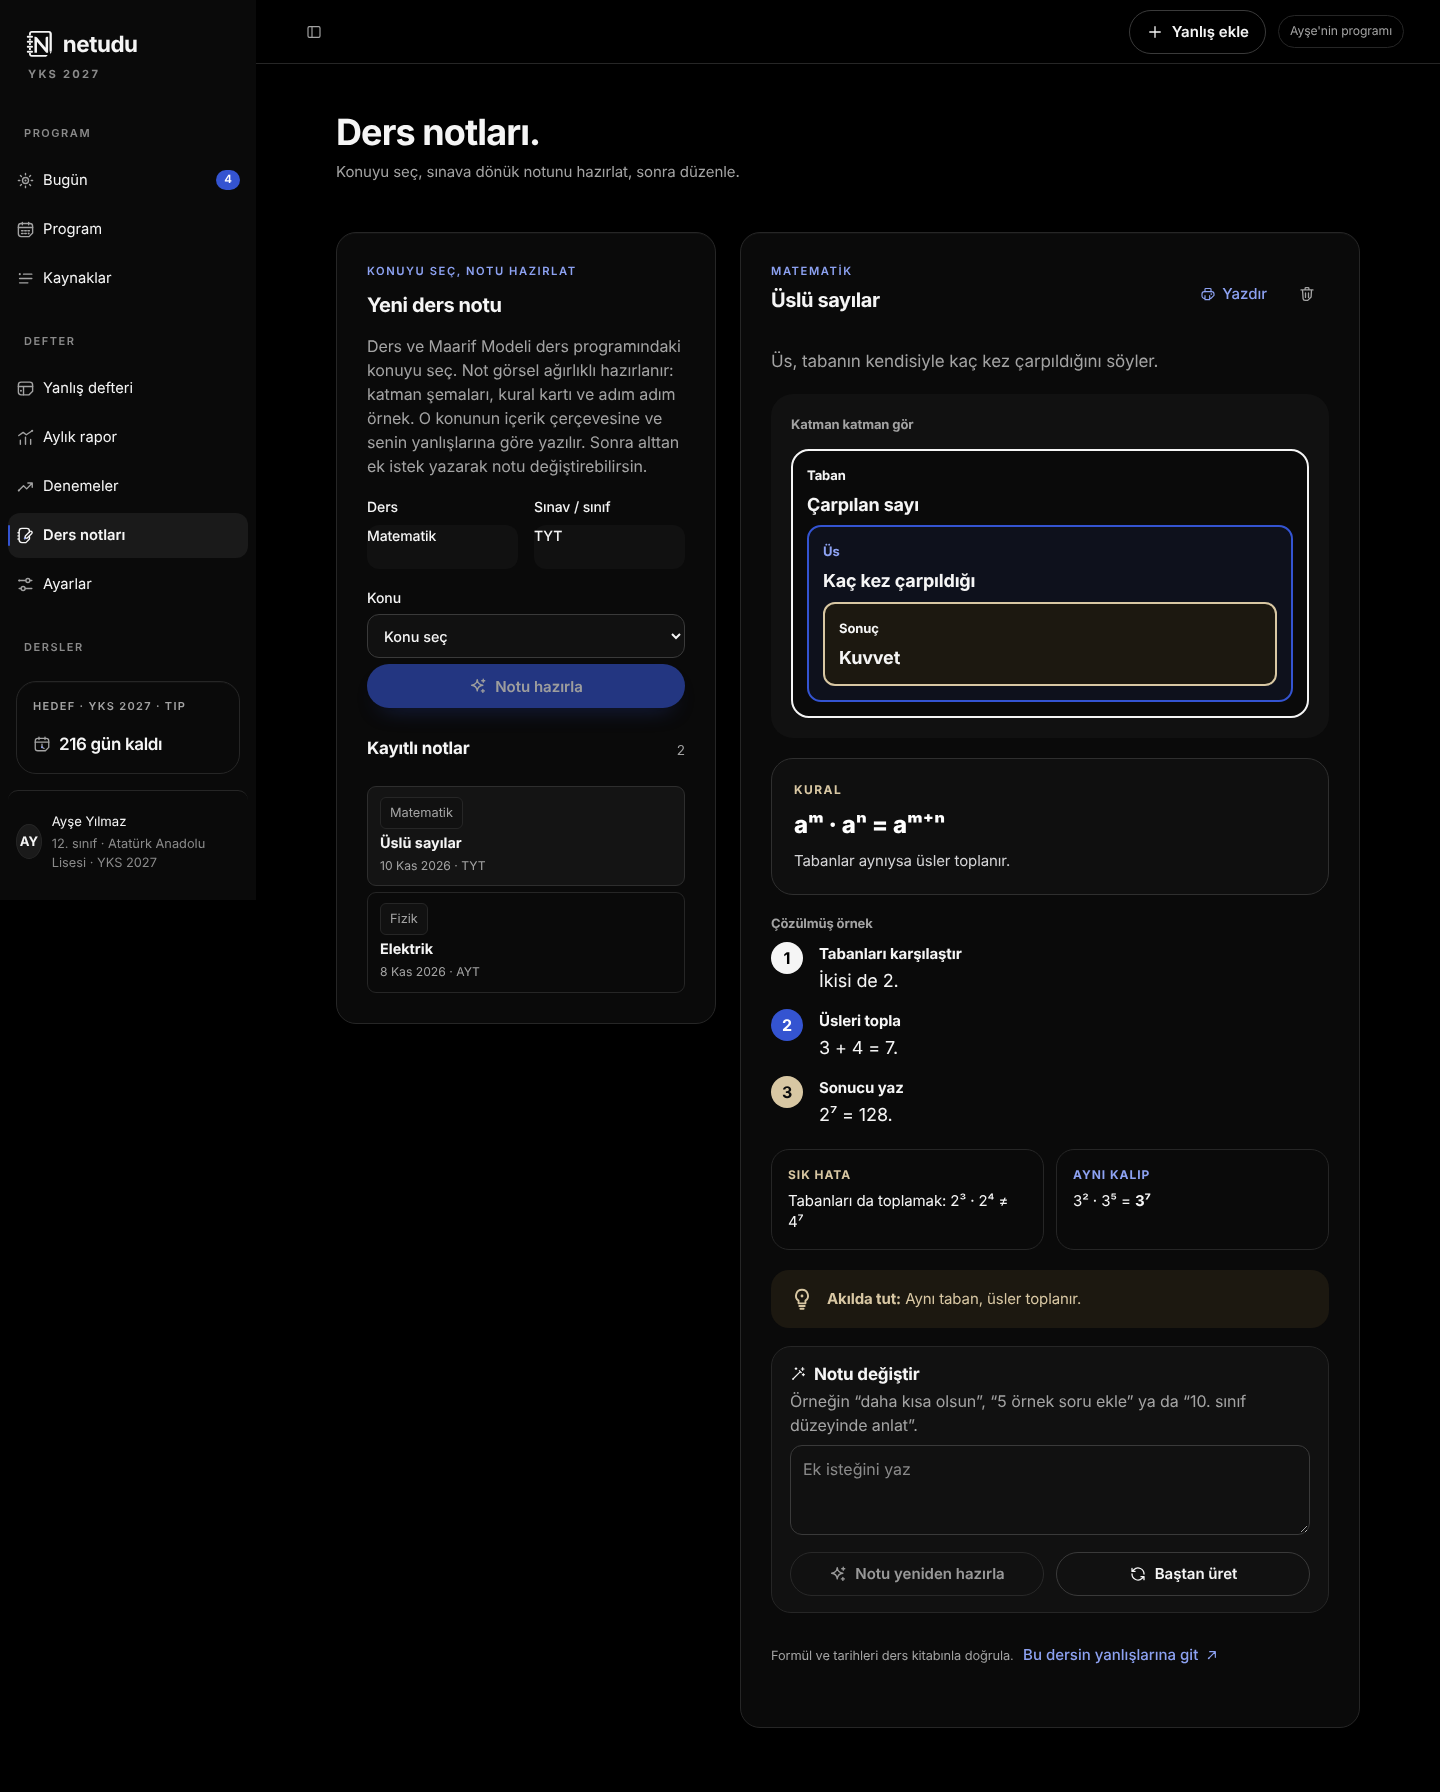 netudu
YKS 2027
PROGRAM
Bugün
4
Program
Kaynaklar
DEFTER
Yanlış defteri
Aylık rapor
Denemeler
Ders notları
Ayarlar
DERSLER
HEDEF · YKS 2027 · TIP
216 gün kaldı
AY
Ayşe Yılmaz
12. sınıf · Atatürk Anadolu
Lisesi · YKS 2027
Yanlış ekle
Ayşe'nin programı
Ders notları.
Konuyu seç, sınava dönük notunu hazırlat, sonra düzenle.
KONUYU SEÇ, NOTU HAZIRLAT
Yeni ders notu
Ders ve Maarif Modeli ders programındaki
konuyu seç. Not görsel ağırlıklı hazırlanır:
katman şemaları, kural kartı ve adım adım
örnek. O konunun içerik çerçevesine ve
senin yanlışlarına göre yazılır. Sonra alttan
ek istek yazarak notu değiştirebilirsin.
Ders
Sınav / sınıf
Matematik
TYT
Konu
Konu seç
Notu hazırla
Kayıtlı notlar
2
Matematik
Üslü sayılar
10 Kas 2026 · TYT
Fizik
Elektrik
8 Kas 2026 · AYT
MATEMATİK
Üslü sayılar
Yazdır
Üs, tabanın kendisiyle kaç kez çarpıldığını söyler.
Katman katman gör
Taban
Çarpılan sayı
Üs
Kaç kez çarpıldığı
Sonuç
Kuvvet
KURAL
aᵐ · aⁿ = aᵐ⁺ⁿ
Tabanlar aynıysa üsler toplanır.
Çözülmüş örnek
1
Tabanları karşılaştır
İkisi de 2.
2
Üsleri topla
3 + 4 = 7.
3
Sonucu yaz
2⁷ = 128.
SIK HATA
Tabanları da toplamak: 2³ · 2⁴ ≠
4⁷
AYNI KALIP
3² · 3⁵ = 3⁷
Akılda tut: Aynı taban, üsler toplanır.
Notu değiştir
Örneğin “daha kısa olsun”, “5 örnek soru ekle” ya da “10. sınıf
düzeyinde anlat”.
Ek isteğini yaz
Notu yeniden hazırla
Baştan üret
Formül ve tarihleri ders kitabınla doğrula.
Bu dersin yanlışlarına git